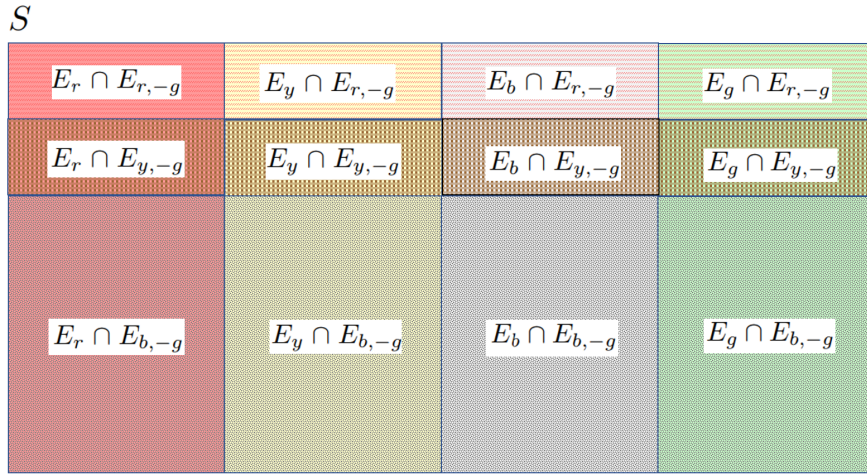 S
E_r ∩ E_{r,-g} E_y ∩ E_{r,-g} E_b ∩ E_{r,-g} E_g ∩ E_{r,-g}
E_r ∩ E_{y,-g} E_y ∩ E_{y,-g} E_b ∩ E_{y,-g} E_g ∩ E_{y,-g}
E_r ∩ E_{b,-g} E_y ∩ E_{b,-g} E_b ∩ E_{b,-g} E_g ∩ E_{b,-g}